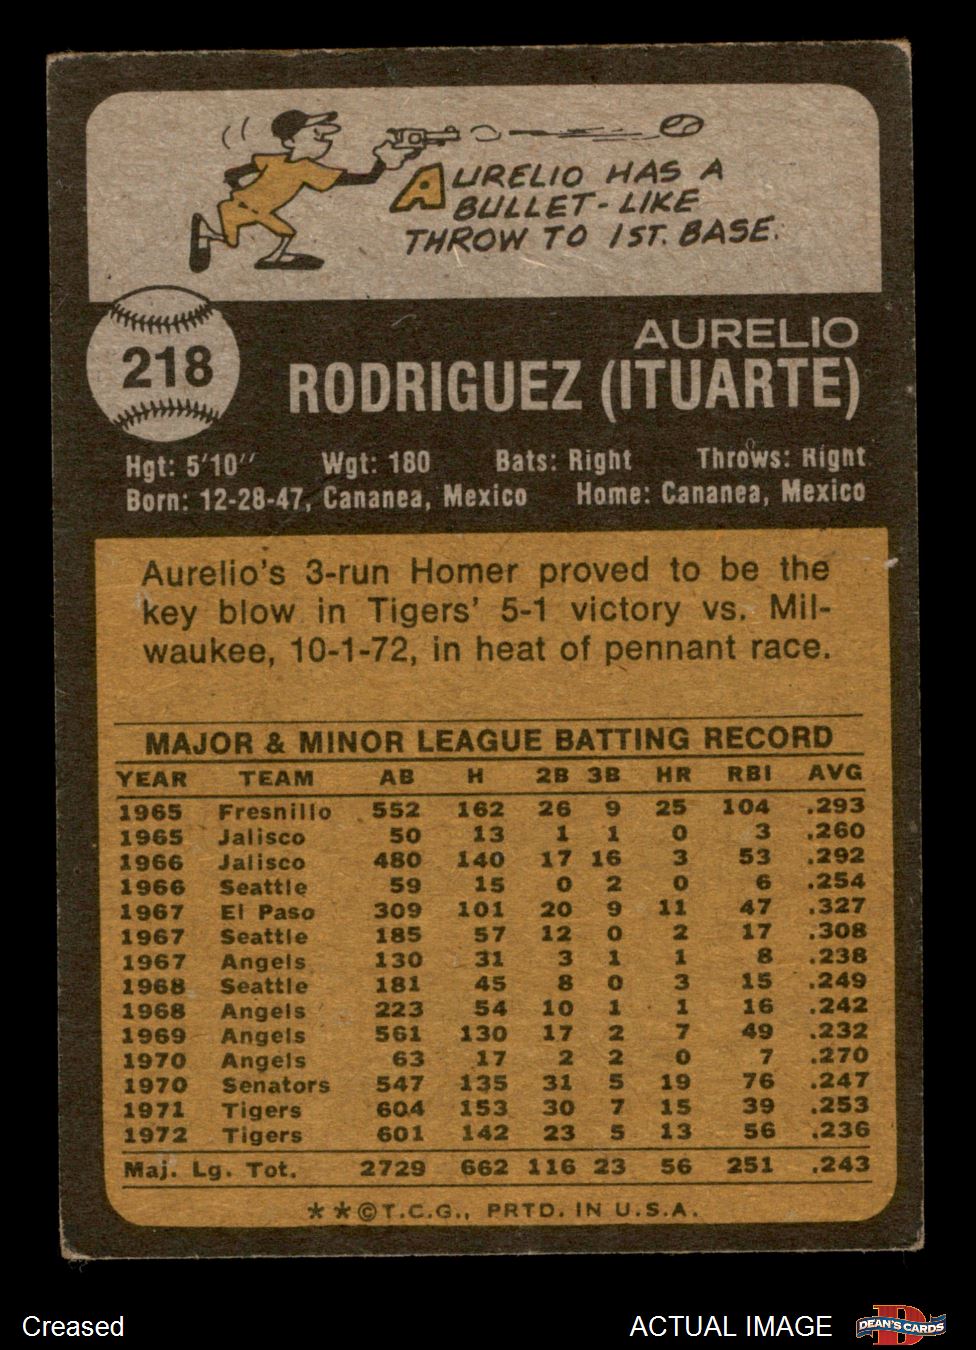 AURELIO HAS A
BULLET-LIKE
THROW TO 1ST. BASE.
218
AURELIO
RODRIGUEZ (ITUARTE)
Hgt: 5'10" Wgt: 180 Bats: Right Throws: Right
Born: 12-28-47, Cananea, Mexico Home: Cananea, Mexico
Aurelio's 3-run Homer proved to be the
key blow in Tigers' 5-1 victory vs. Mil-
waukee, 10-1-72, in heat of pennant race.
MAJOR & MINOR LEAGUE BATTING RECORD
YEAR TEAM AB H 2B 3B HR RBI AVG
1965 Fresnillo 552 162 26 9 25 104 .293
1965 Jalisco 50 13 1 1 0 3 .260
1966 Jalisco 480 140 17 16 3 53 .292
1966 Seattle 59 15 0 2 0 6 .254
1967 El Paso 309 101 20 9 11 47 .327
1967 Seattle 185 57 12 0 2 17 .308
1967 Angels 130 31 3 1 1 8 .238
1968 Seattle 181 45 8 0 3 15 .249
1968 Angels 223 54 10 1 1 16 .242
1969 Angels 561 130 17 2 7 49 .232
1970 Angels 63 17 2 2 0 7 .270
1970 Senators 547 135 31 5 19 76 .247
1971 Tigers 604 153 30 7 15 39 .253
1972 Tigers 601 142 23 5 13 56 .236
Maj. Lg. Tot. 2729 662 116 23 56 251 .243
**©T.C.G., PRTD. IN U.S.A.
Creased
ACTUAL IMAGE
D
DEAN'S CARDS